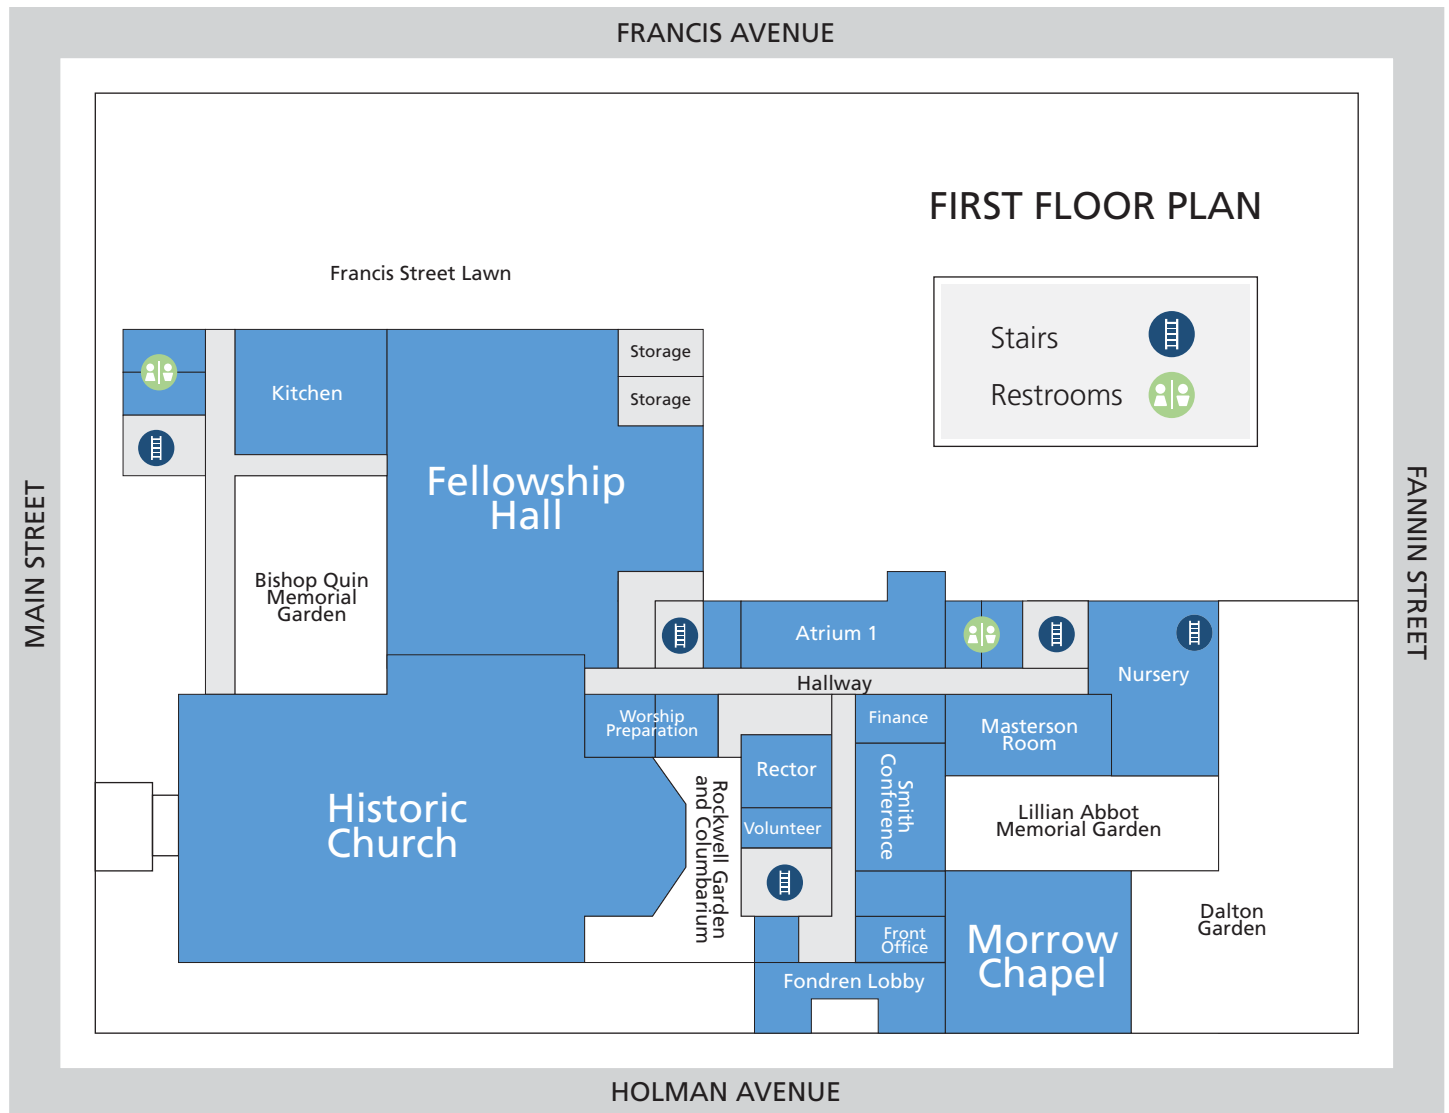 FRANCIS AVENUE
FIRST FLOOR PLAN
Francis Street Lawn
Stairs
Restrooms
Storage
Storage
Kitchen
Fellowship
Hall
MAIN STREET
FANNIN STREET
Bishop Quin
Memorial
Garden
Atrium 1
Hallway
Nursery
Worship
Preparation
Finance
Masterson
Room
Rector
Smith
Conference
Rockwell Garden
and Columbarium
Historic
Church
Volunteer
Lillian Abbot
Memorial Garden
Dalton
Garden
Front
Office
Morrow
Chapel
Fondren Lobby
HOLMAN AVENUE